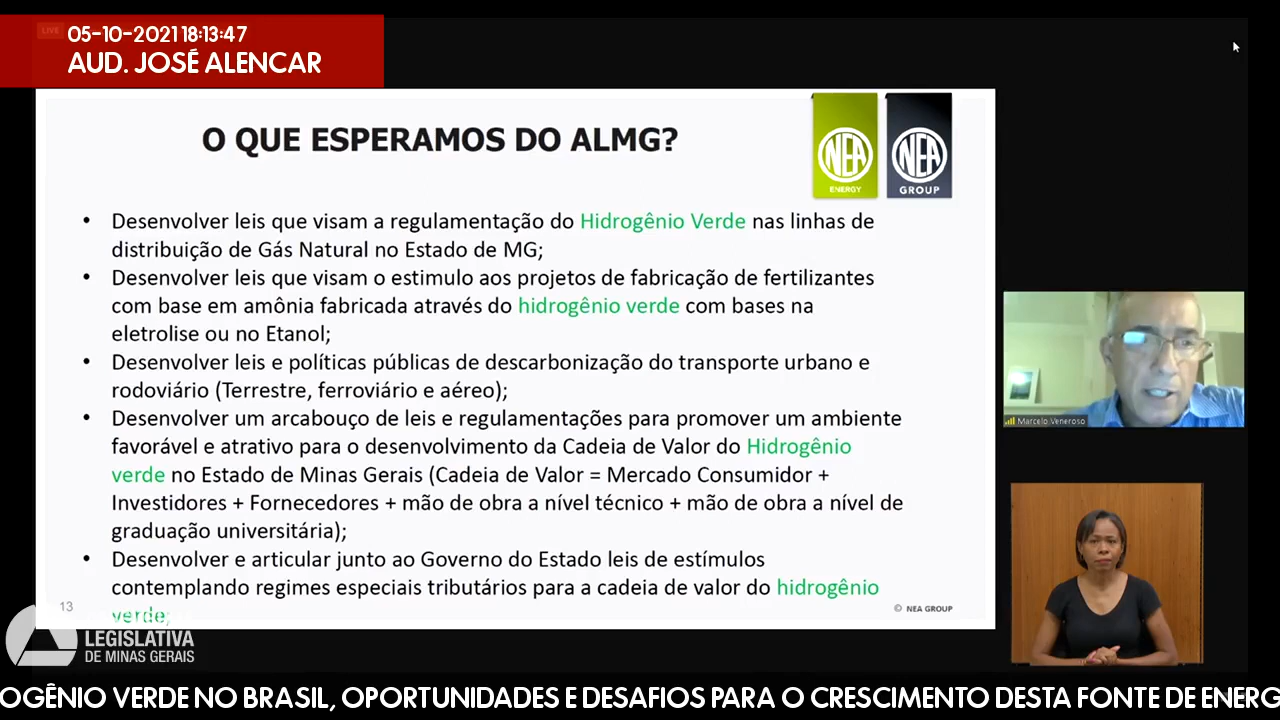 LIVE
05-10-2021 18:13:47
AUD. JOSÉ ALENCAR
O QUE ESPERAMOS DO ALMG?
NEA
ENERGY
NEA
GROUP
• Desenvolver leis que visam a regulamentação do Hidrogênio Verde nas linhas de
distribuição de Gás Natural no Estado de MG;
• Desenvolver leis que visam o estimulo aos projetos de fabricação de fertilizantes
com base em amônia fabricada através do hidrogênio verde com bases na
eletrolise ou no Etanol;
• Desenvolver leis e políticas públicas de descarbonização do transporte urbano e
rodoviário (Terrestre, ferroviário e aéreo);
• Desenvolver um arcabouço de leis e regulamentações para promover um ambiente
favorável e atrativo para o desenvolvimento da Cadeia de Valor do Hidrogênio
verde no Estado de Minas Gerais (Cadeia de Valor = Mercado Consumidor +
Investidores + Fornecedores + mão de obra a nível técnico + mão de obra a nível de
graduação universitária);
• Desenvolver e articular junto ao Governo do Estado leis de estímulos
contemplando regimes especiais tributários para a cadeia de valor do hidrogênio
verde;
13
© NEA GROUP
Marcelo Veneroso
LEGISLATIVA
DE MINAS GERAIS
OGÊNIO VERDE NO BRASIL, OPORTUNIDADES E DESAFIOS PARA O CRESCIMENTO DESTA FONTE DE ENERG